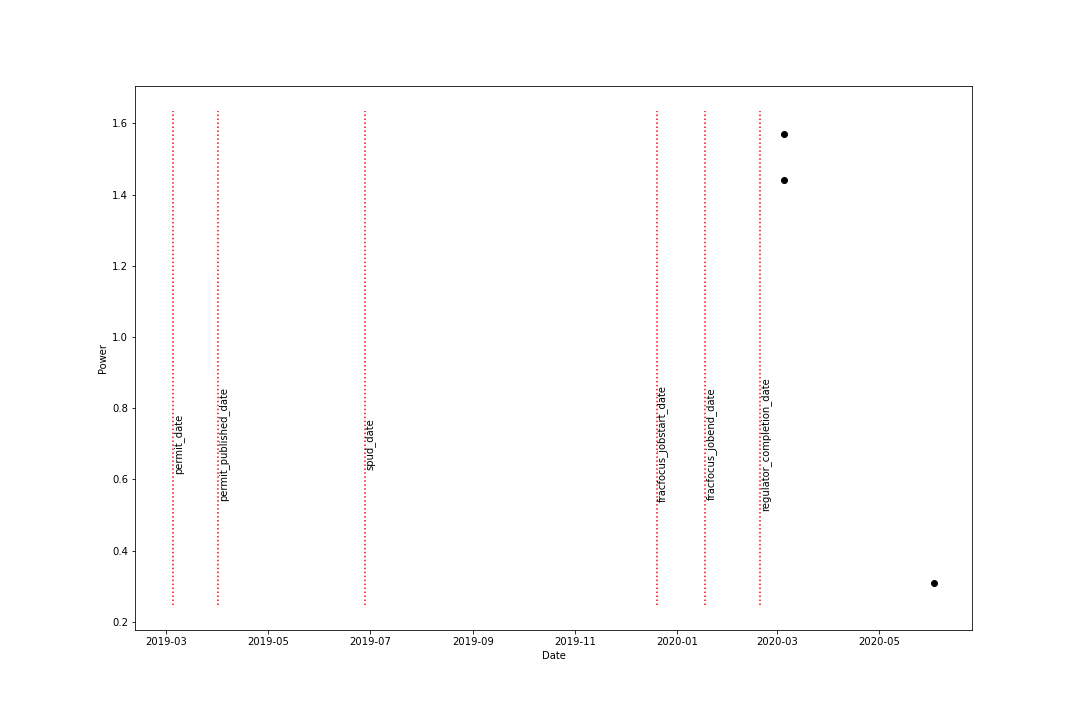 1.6
1.4
1.2
1.0
0.8
0.6
0.4
0.2
Power
permit_date
permit_published_date
spud_date
fracfocus_jobstart_date
fracfocus_jobend_date
regulator_completion_date
2019-03 2019-05 2019-07 2019-09 2019-11 2020-01 2020-03 2020-05
Date